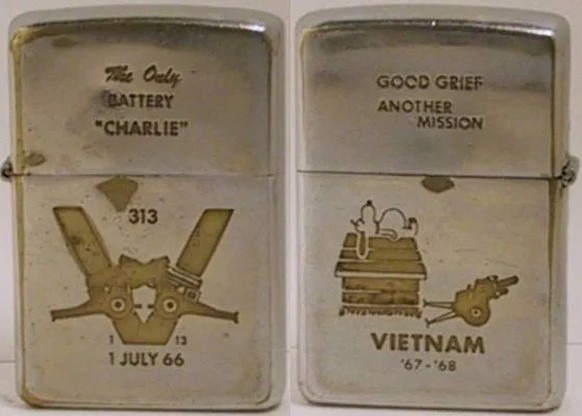 The Only
BATTERY
"CHARLIE"
313
1 13
1 JULY 66
GOOD GRIEF
ANOTHER
MISSION
VIETNAM
'67-'68